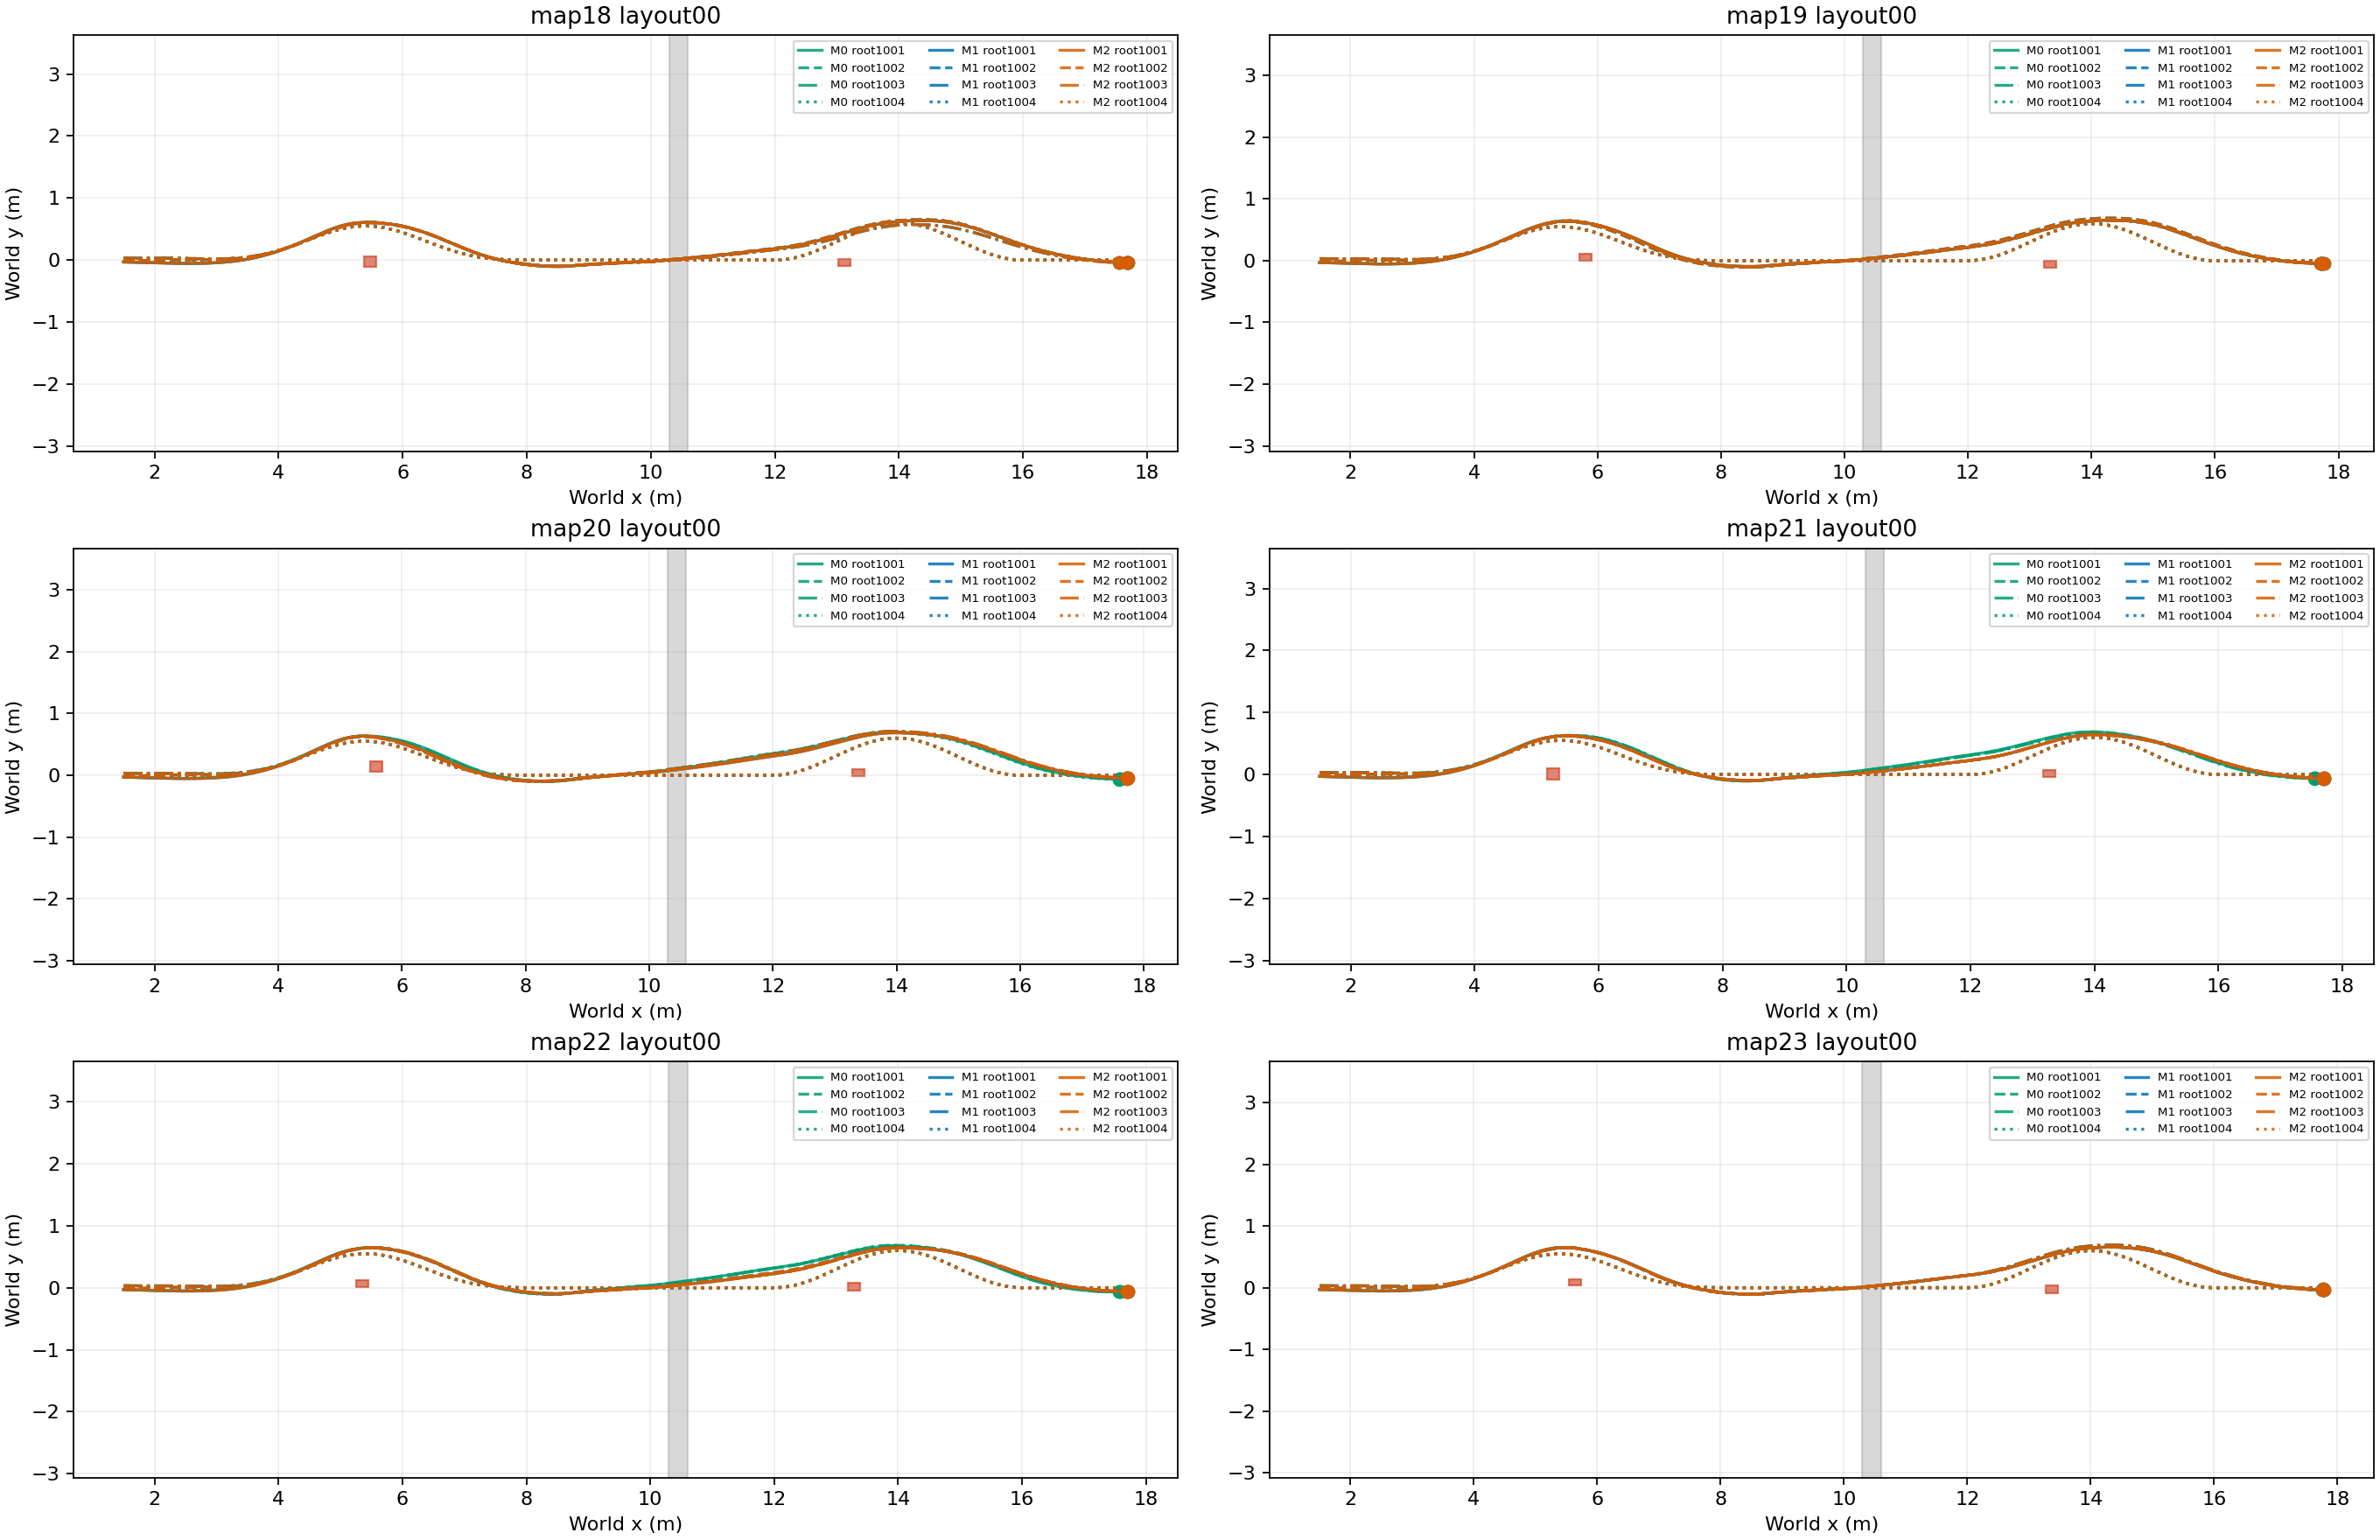 map18 layout00
M0 root1001 M1 root1001 M2 root1001
M0 root1002 M1 root1002 M2 root1002
M0 root1003 M1 root1003 M2 root1003
M0 root1004 M1 root1004 M2 root1004
3
2
1
0
−1
−2
−3
World y (m)
2 4 6 8 10 12 14 16 18
World x (m)
map19 layout00
M0 root1001 M1 root1001 M2 root1001
M0 root1002 M1 root1002 M2 root1002
M0 root1003 M1 root1003 M2 root1003
M0 root1004 M1 root1004 M2 root1004
3
2
1
0
−1
−2
−3
World y (m)
2 4 6 8 10 12 14 16 18
World x (m)
map20 layout00
M0 root1001 M1 root1001 M2 root1001
M0 root1002 M1 root1002 M2 root1002
M0 root1003 M1 root1003 M2 root1003
M0 root1004 M1 root1004 M2 root1004
3
2
1
0
−1
−2
−3
World y (m)
2 4 6 8 10 12 14 16 18
World x (m)
map21 layout00
M0 root1001 M1 root1001 M2 root1001
M0 root1002 M1 root1002 M2 root1002
M0 root1003 M1 root1003 M2 root1003
M0 root1004 M1 root1004 M2 root1004
3
2
1
0
−1
−2
−3
World y (m)
2 4 6 8 10 12 14 16 18
World x (m)
map22 layout00
M0 root1001 M1 root1001 M2 root1001
M0 root1002 M1 root1002 M2 root1002
M0 root1003 M1 root1003 M2 root1003
M0 root1004 M1 root1004 M2 root1004
3
2
1
0
−1
−2
−3
World y (m)
2 4 6 8 10 12 14 16 18
World x (m)
map23 layout00
M0 root1001 M1 root1001 M2 root1001
M0 root1002 M1 root1002 M2 root1002
M0 root1003 M1 root1003 M2 root1003
M0 root1004 M1 root1004 M2 root1004
3
2
1
0
−1
−2
−3
World y (m)
2 4 6 8 10 12 14 16 18
World x (m)